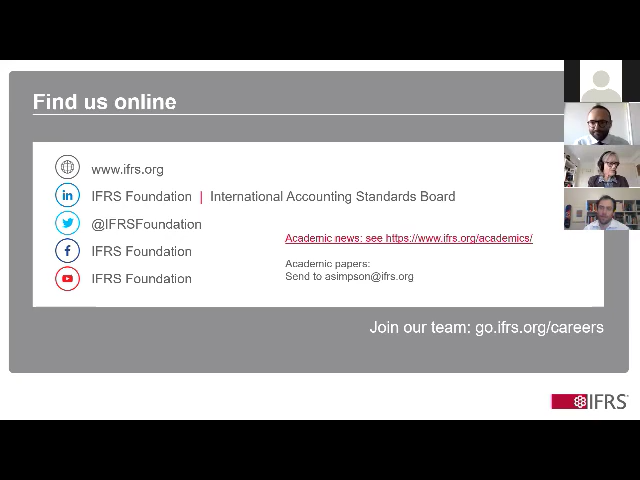 Find us online
www.ifrs.org
in IFRS Foundation | International Accounting Standards Board
@IFRSFoundation
f IFRS Foundation
IFRS Foundation
Academic news: see https://www.ifrs.org/academics/
Academic papers:
Send to asimpson@ifrs.org
Join our team: go.ifrs.org/careers
IFRS